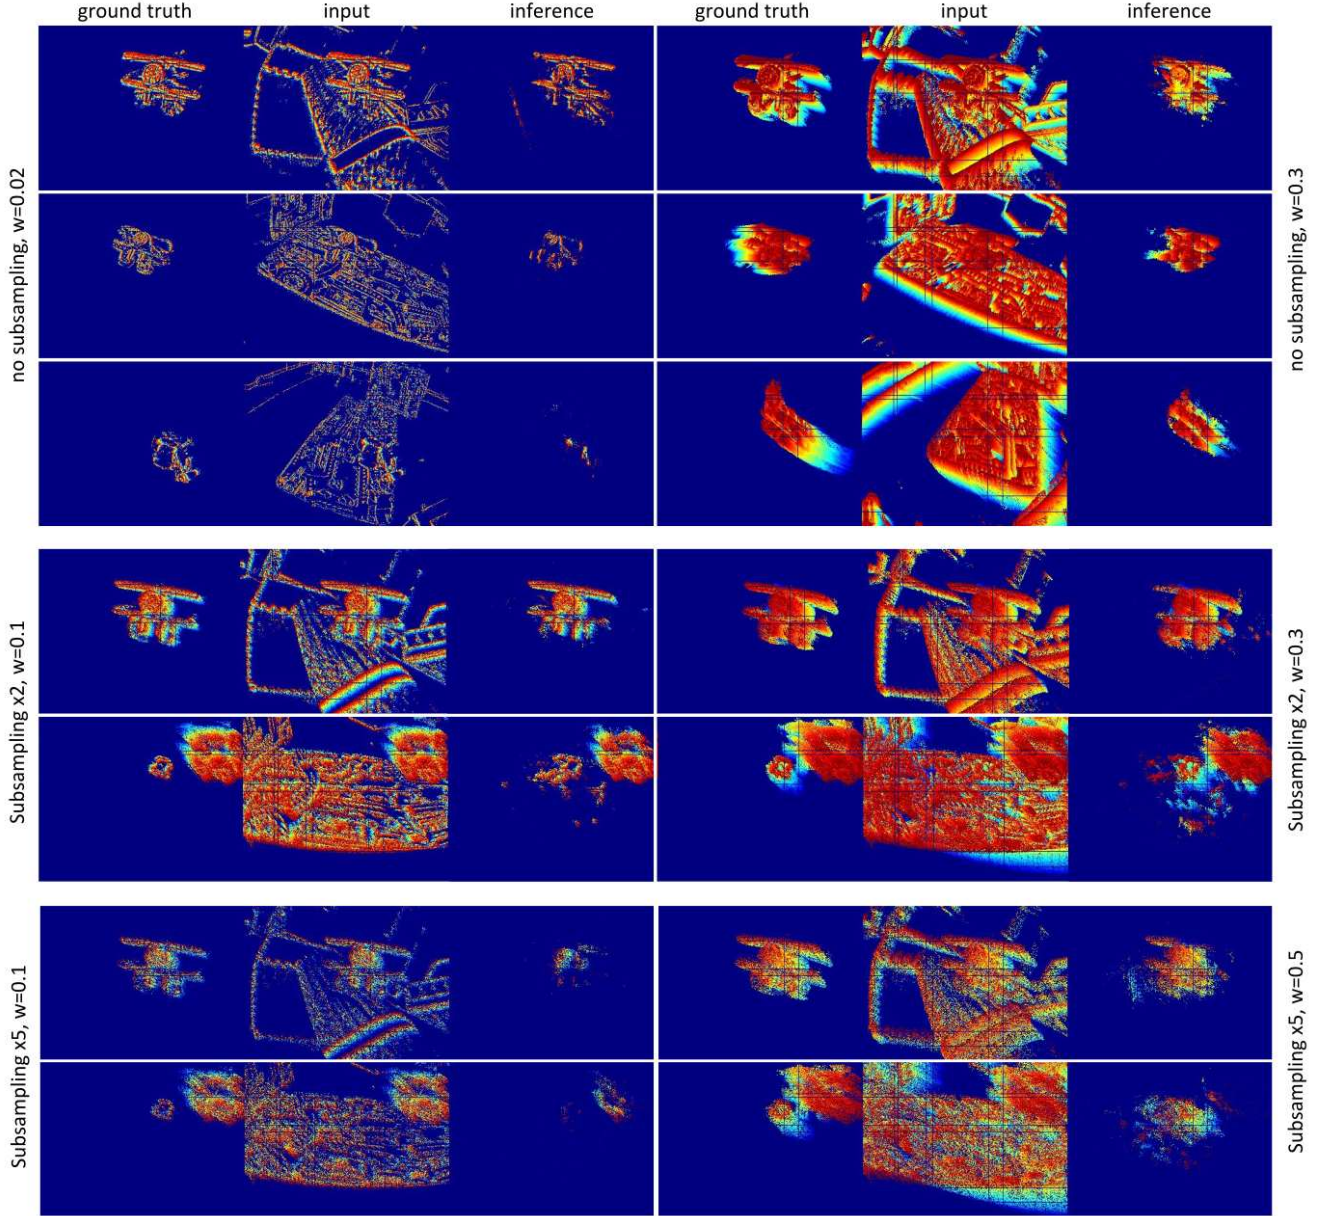 ground truth input inference ground truth input inference
no subsampling, w=0.02
no subsampling, w=0.3
Subsampling x2, w=0.1
Subsampling x2, w=0.3
Subsampling x5, w=0.1
Subsampling x5, w=0.5